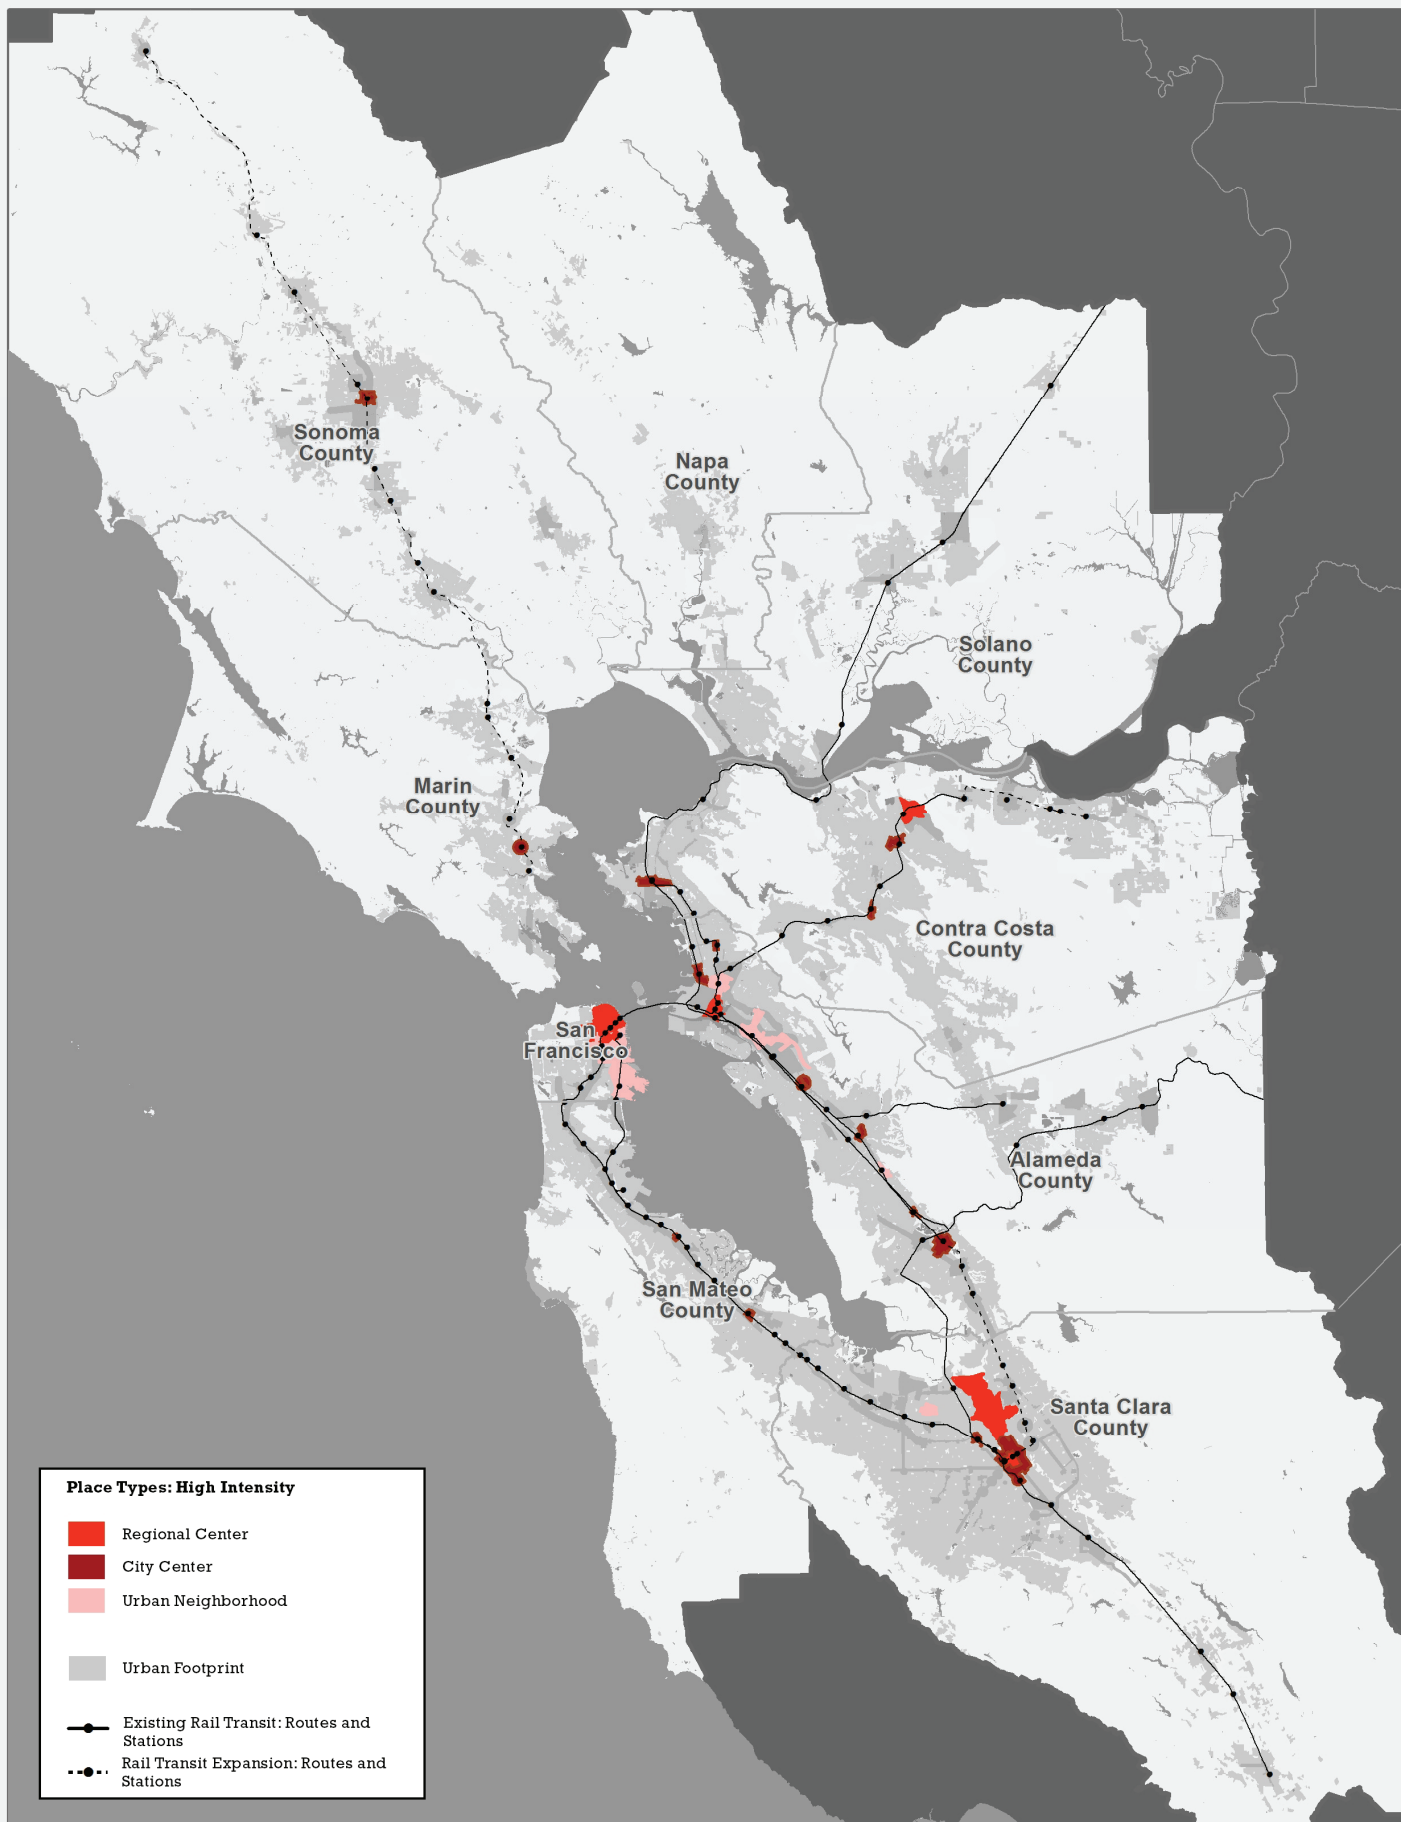 Sonoma
County
Napa
County
Solano
County
Marin
County
Contra Costa
County
San
Francisco
Alameda
County
San Mateo
County
Santa Clara
County
Place Types: High Intensity
Regional Center
City Center
Urban Neighborhood
Urban Footprint
Existing Rail Transit: Routes and
Stations
Rail Transit Expansion: Routes and
Stations